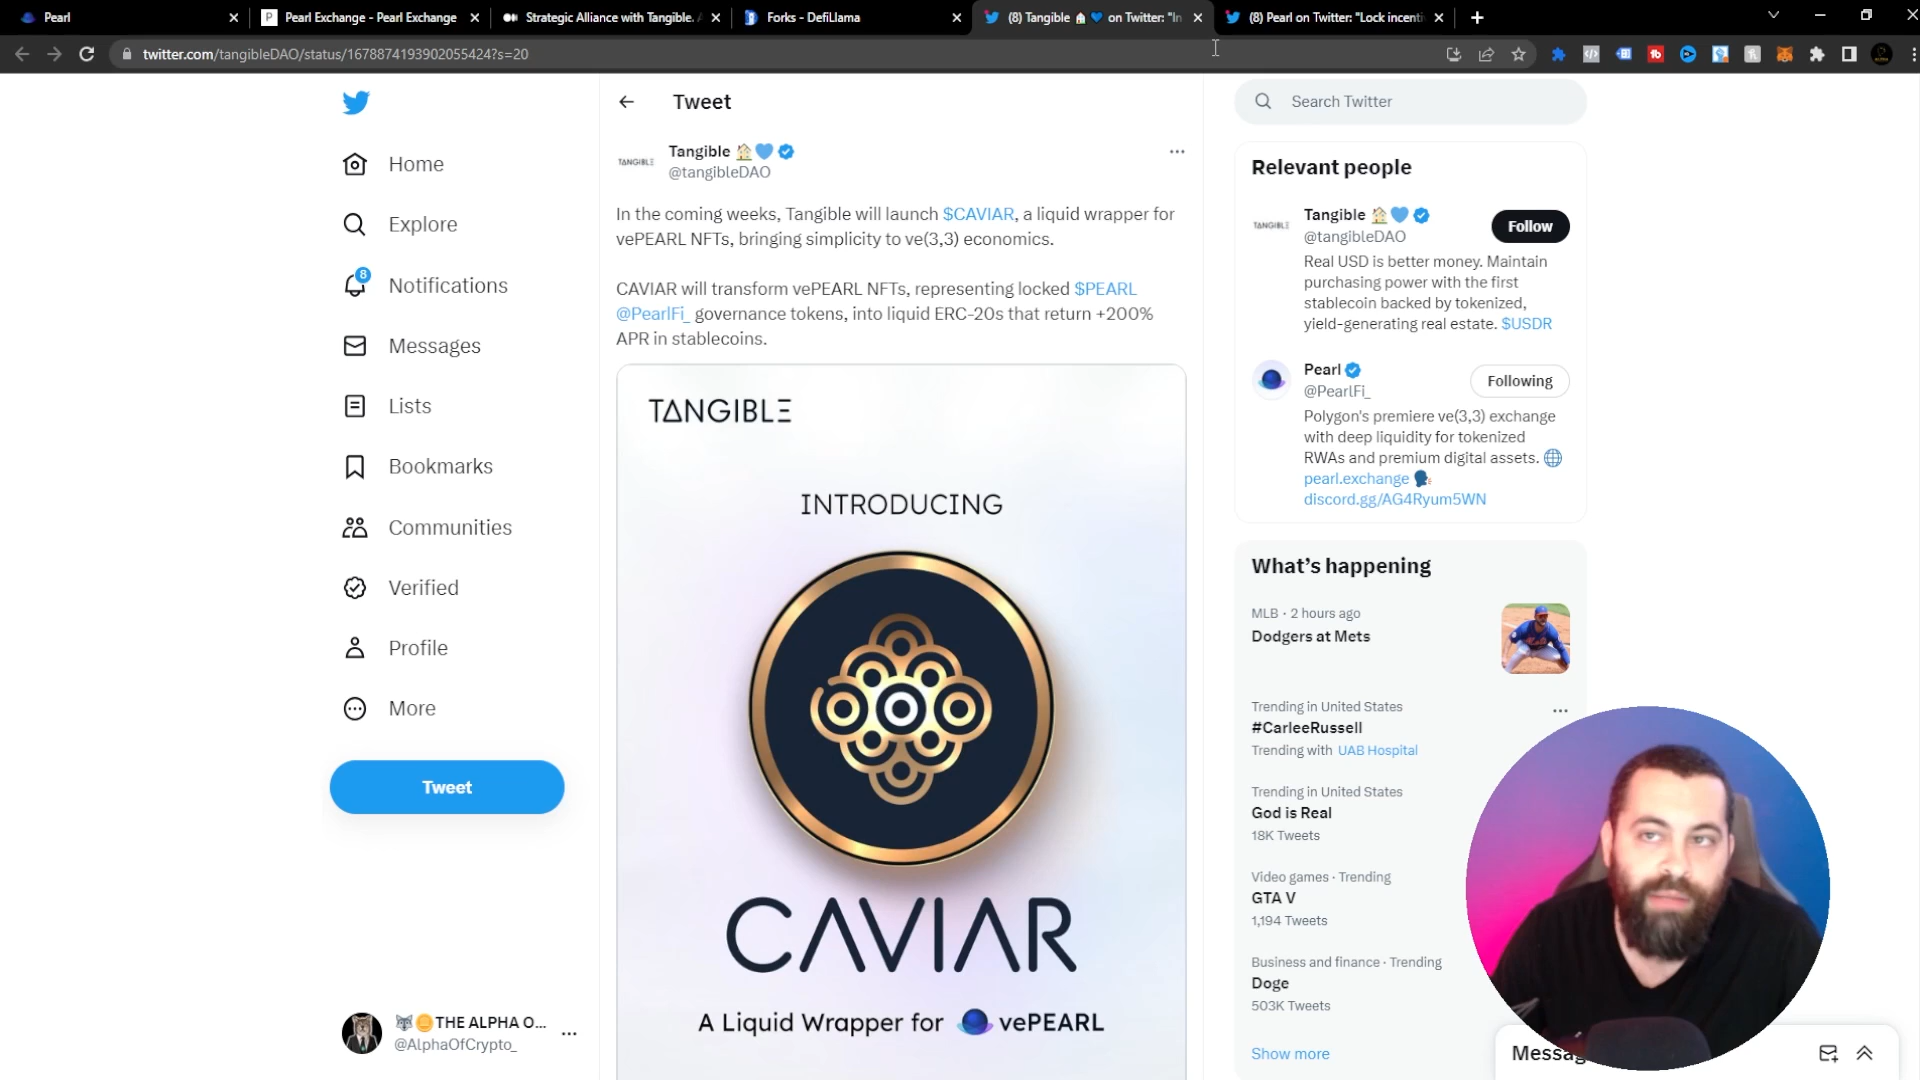 Pearl
Pearl Exchange - Pearl Exchange
Strategic Alliance with Tangible.
Forks - DefiLlama
(8) Tangible 🏠💙 on Twitter: "In
(8) Pearl on Twitter: "Lock incenti
twitter.com/tangibleDAO/status/1678874193902055424?s=20
Home
Explore
8
Notifications
Messages
Lists
Bookmarks
Communities
Verified
Profile
More
Tweet
🐺🪙THE ALPHA O...
@AlphaOfCrypto_
Tweet
TANGIBLE
Tangible 🏠💙
@tangibleDAO
In the coming weeks, Tangible will launch $CAVIAR, a liquid wrapper for
vePEARL NFTs, bringing simplicity to ve(3,3) economics.
CAVIAR will transform vePEARL NFTs, representing locked $PEARL
@PearlFi_ governance tokens, into liquid ERC-20s that return +200%
APR in stablecoins.
TANGIBLE
INTRODUCING
CAVIAR
A Liquid Wrapper for vePEARL
Search Twitter
Relevant people
TANGIBLE
Tangible 🏠💙
@tangibleDAO
Follow
Real USD is better money. Maintain
purchasing power with the first
stablecoin backed by tokenized,
yield-generating real estate. $USDR
Pearl
@PearlFi_
Following
Polygon's premiere ve(3,3) exchange
with deep liquidity for tokenized
RWAs and premium digital assets. 🌐
pearl.exchange 🗣
discord.gg/AG4Ryum5WN
What's happening
MLB · 2 hours ago
Dodgers at Mets
Trending in United States
#CarleeRussell
Trending with UAB Hospital
Trending in United States
God is Real
18K Tweets
Video games · Trending
GTA V
1,194 Tweets
Business and finance · Trending
Doge
503K Tweets
Show more
Messag